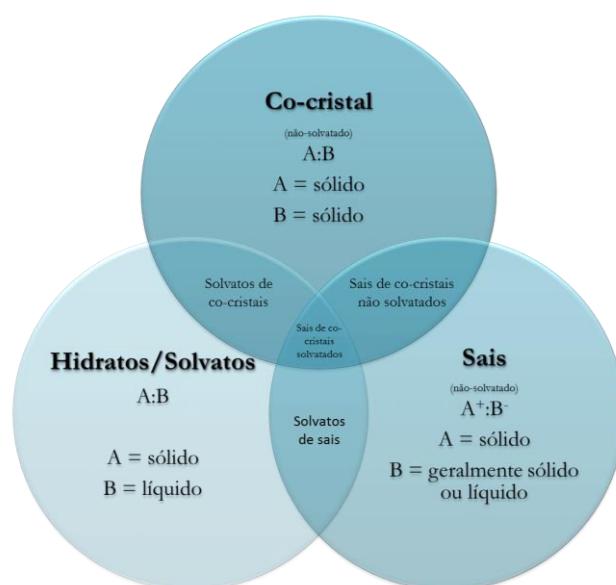 Co-cristal
(não-solvatado)
A:B
A = sólido
B = sólido
Solvatos de
co-cristais
Sais de co-cristais
não solvatados
Sais de co-
cristais
solvatados
Hidratos/Solvatos
A:B
A = sólido
B = líquido
Solvatos
de sais
Sais
(não-solvatado)
A⁺:B⁻
A = sólido
B = geralmente sólido
ou líquido